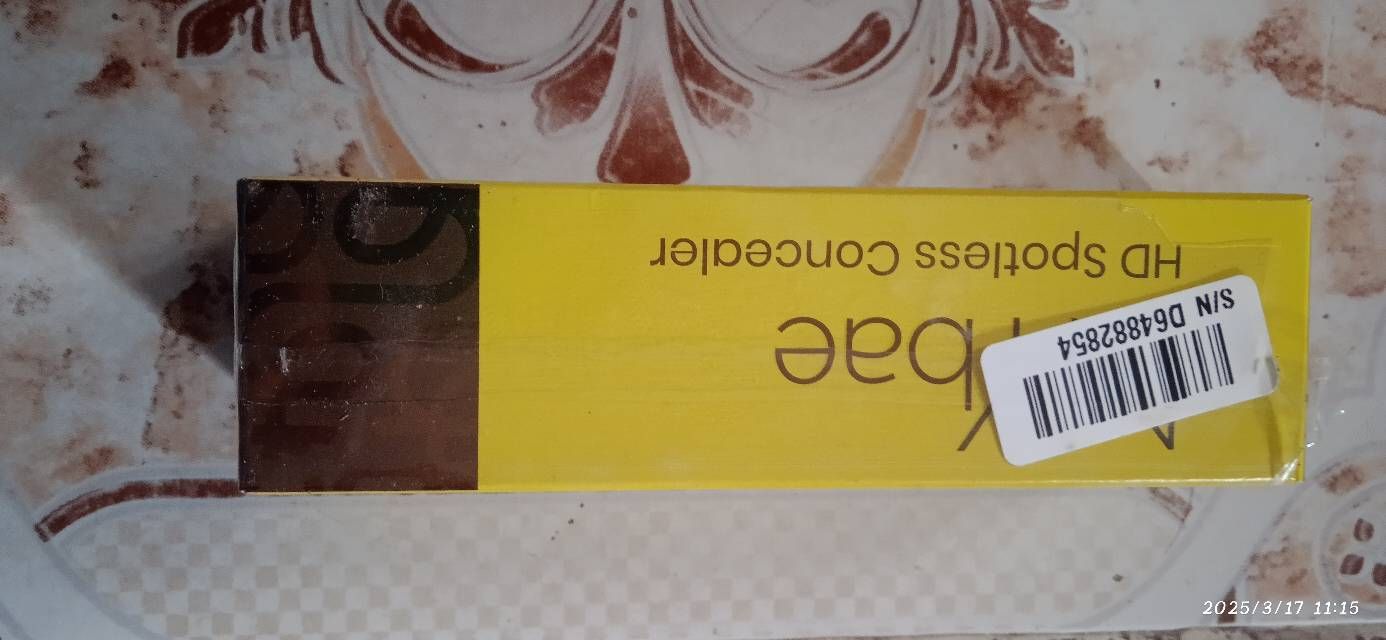 HD Spotless Concealer
bae
S/N D64882854
2025/3/17 11:15